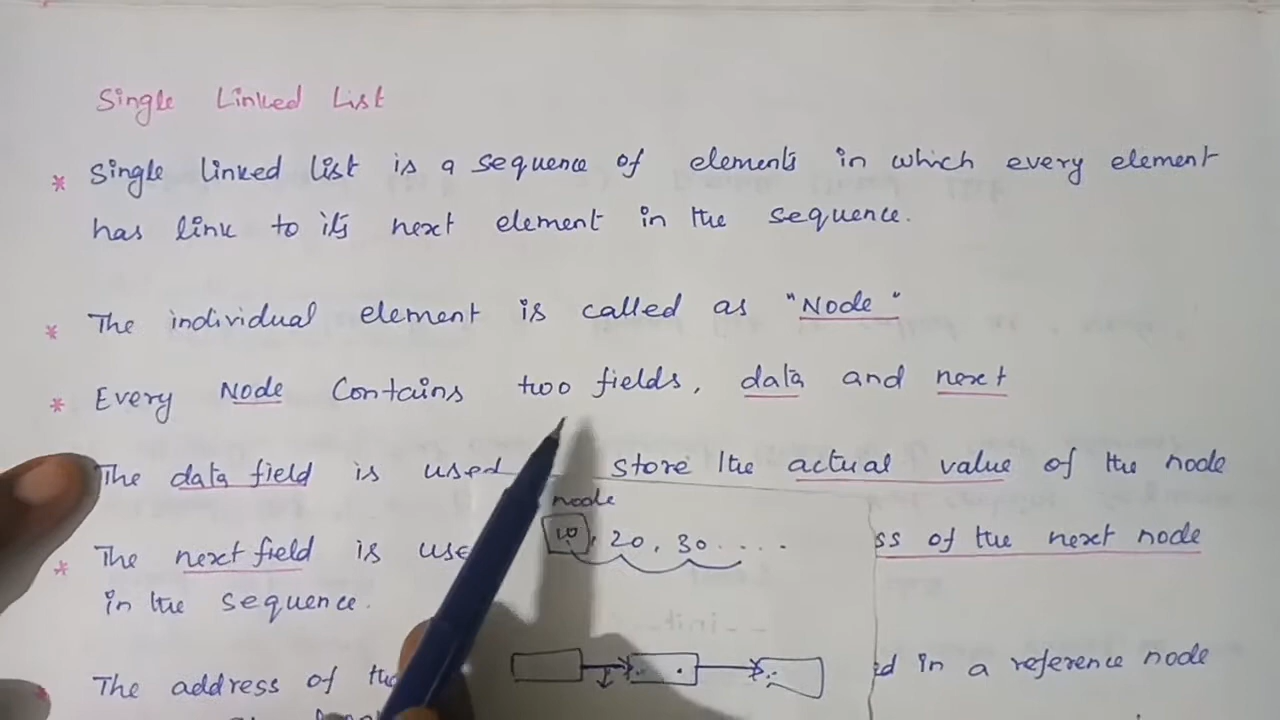 Single Linked List
* Single linked list is a sequence of elements in which every element
has link to its next element in the sequence.
* The individual element is called as "Node"
* Every Node Contains two fields, data and next
The data field is used store the actual value of the node
node
10, 20, 30 ....
* The next field is use ss of the next node
in the sequence.
* The address of the ed in a reference node